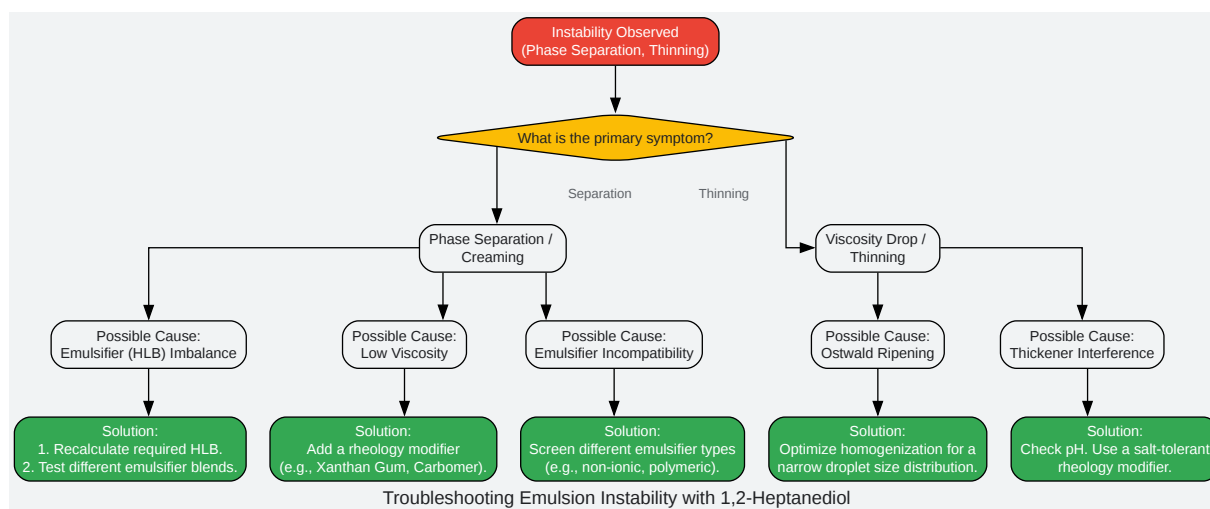 Instability Observed
(Phase Separation, Thinning)
What is the primary symptom?
Separation
Thinning
Phase Separation /
Creaming
Viscosity Drop /
Thinning
Possible Cause:
Emulsifier (HLB) Imbalance
Possible Cause:
Low Viscosity
Possible Cause:
Emulsifier Incompatibility
Possible Cause:
Ostwald Ripening
Possible Cause:
Thickener Interference
Solution:
1. Recalculate required HLB.
2. Test different emulsifier blends.
Solution:
Add a rheology modifier
(e.g., Xanthan Gum, Carbomer).
Solution:
Screen different emulsifier types
(e.g., non-ionic, polymeric).
Solution:
Optimize homogenization for a
narrow droplet size distribution.
Solution:
Check pH. Use a salt-tolerant
rheology modifier.
Troubleshooting Emulsion Instability with 1,2-Heptanediol